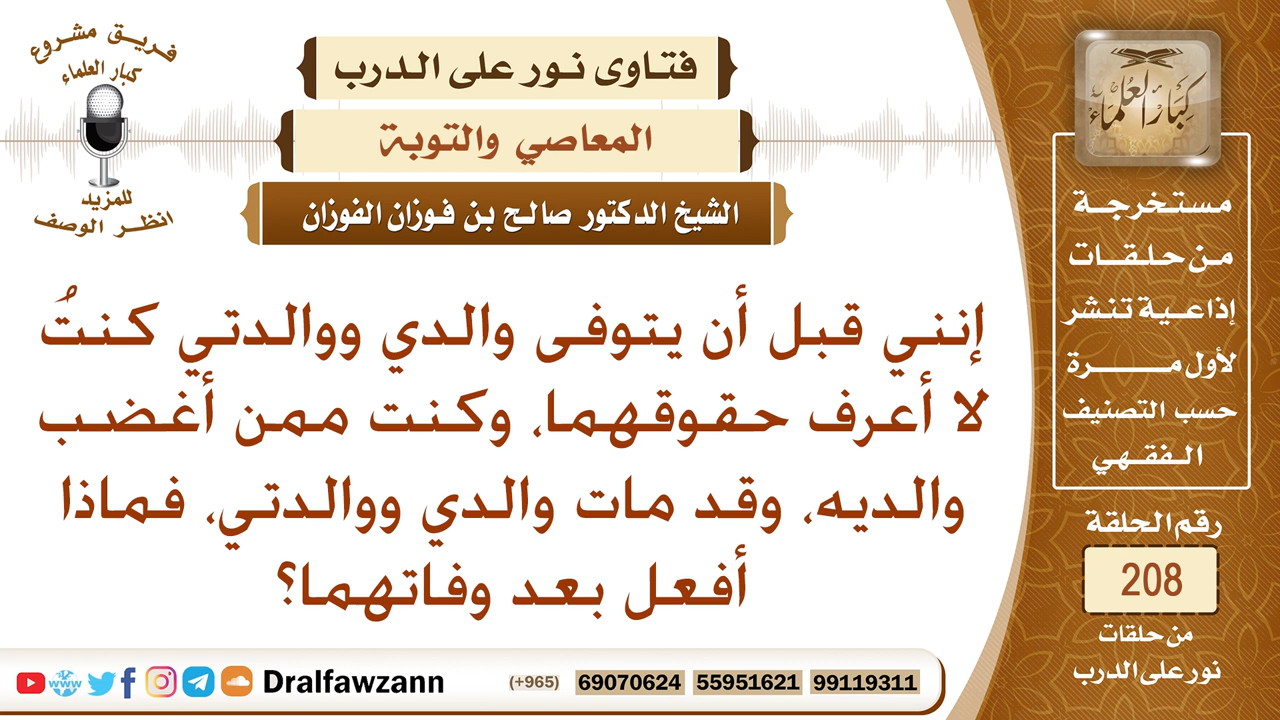 فريق مشروع
كبار العلماء
للمزيد
انظر الوصف
فتاوى نور على الدرب
المعاصي والتوبة
الشيخ الدكتور صالح بن فوزان الفوزان
إنني قبل أن يتوفى والدي ووالدتي كنتُ
لا أعرف حقوقهما، وكنت ممن أغضب
والديه، وقد مات والدي ووالدتي، فماذا
أفعل بعد وفاتهما؟
كبار العلماء
مستخرجة
من حلقات
إذاعية تنشر
لأول مرة
حسب التصنيف
الفقهي
رقم الحلقة
208
من حلقات
نور على الدرب
www Dralfawzann (+965) 69070624 55951621 99119311